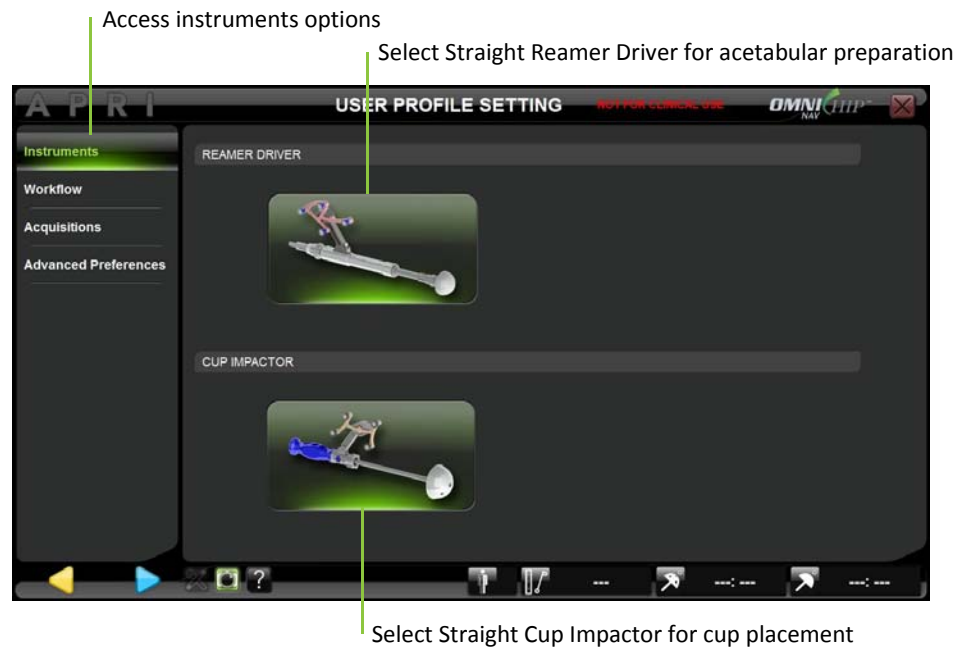 Access instruments options
Select Straight Reamer Driver for acetabular preparation
A P R I
USER PROFILE SETTING
NOT FOR CLINICAL USE
OMNI NAV HIP
Instruments
REAMER DRIVER
Workflow
Acquisitions
Advanced Preferences
CUP IMPACTOR
?
---
---: ---
---: ---
Select Straight Cup Impactor for cup placement